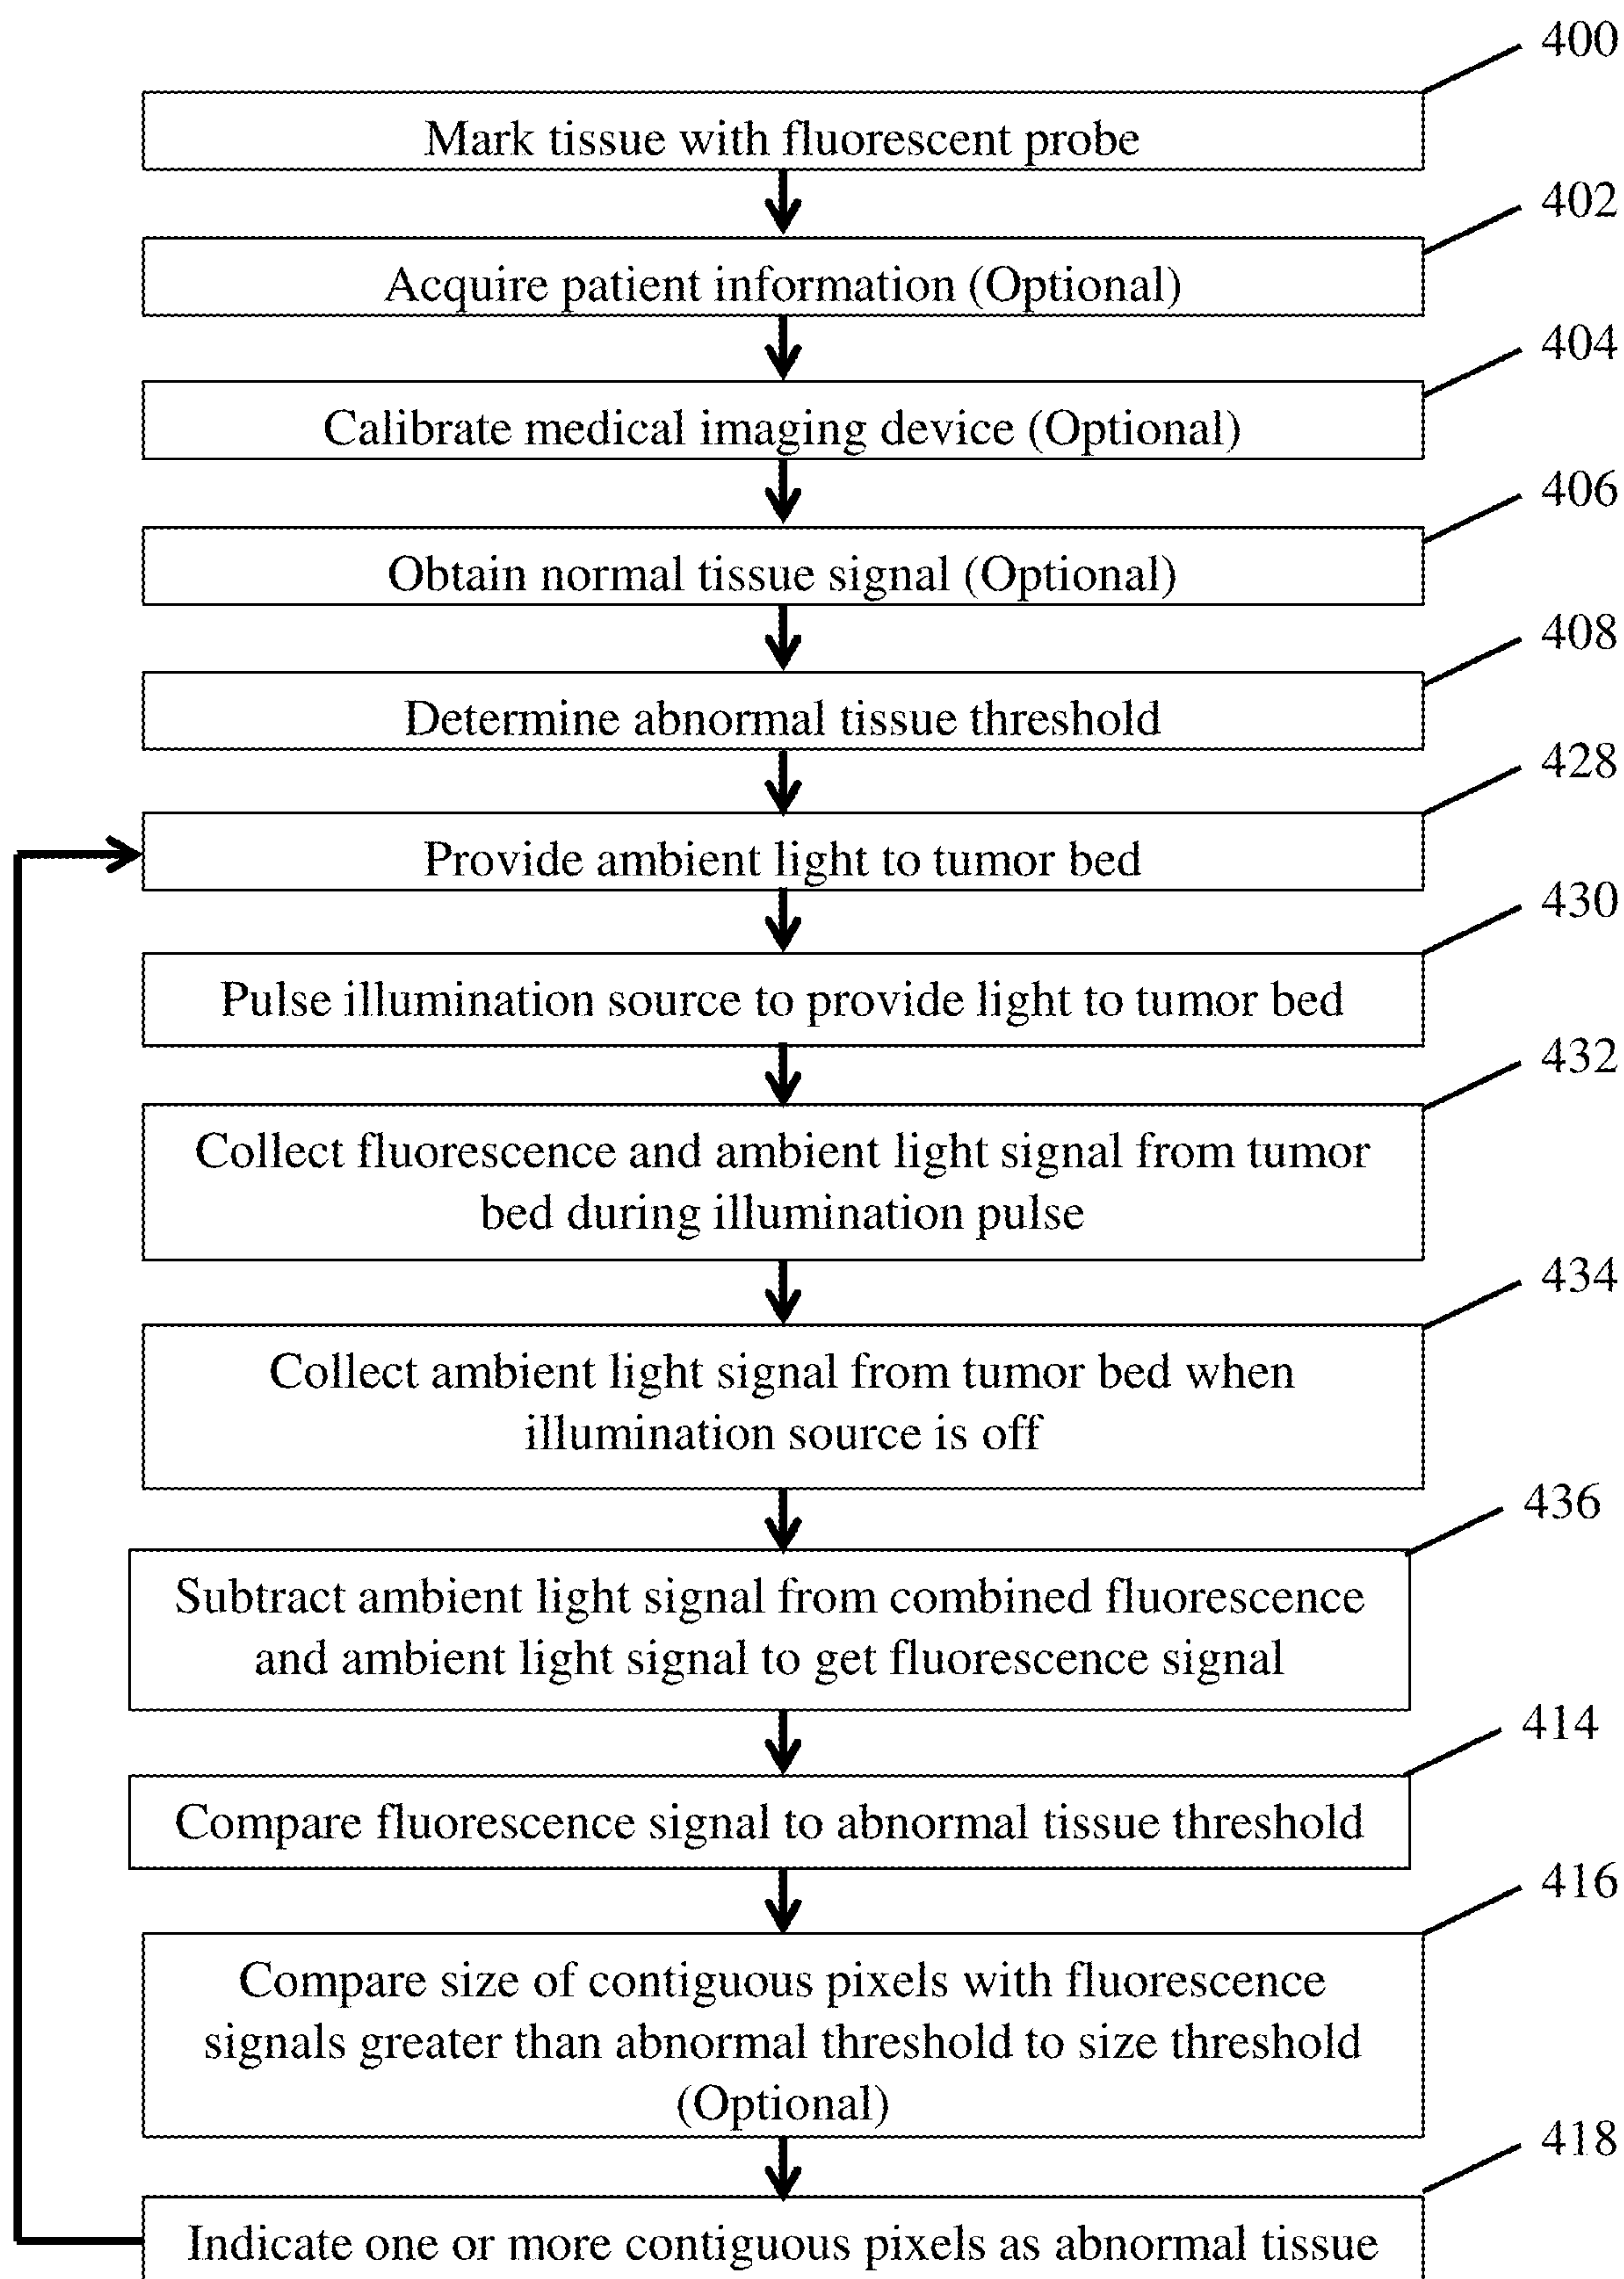 400
Mark tissue with fluorescent probe
402
Acquire patient information (Optional)
404
Calibrate medical imaging device (Optional)
406
Obtain normal tissue signal (Optional)
408
Determine abnormal tissue threshold
428
Provide ambient light to tumor bed
430
Pulse illumination source to provide light to tumor bed
432
Collect fluorescence and ambient light signal from tumor
bed during illumination pulse
434
Collect ambient light signal from tumor bed when
illumination source is off
436
Subtract ambient light signal from combined fluorescence
and ambient light signal to get fluorescence signal
414
Compare fluorescence signal to abnormal tissue threshold
416
Compare size of contiguous pixels with fluorescence
signals greater than abnormal threshold to size threshold
(Optional)
418
Indicate one or more contiguous pixels as abnormal tissue